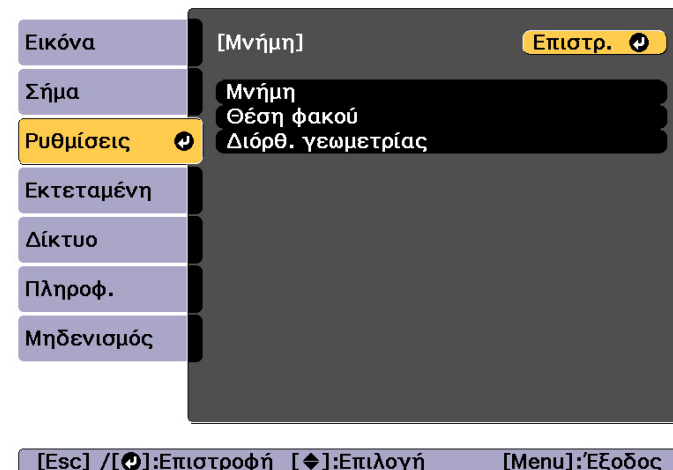 Εικόνα
Σήμα
Ρυθμίσεις
Εκτεταμένη
Δίκτυο
Πληροφ.
Μηδενισμός
[Μνήμη] Επιστρ.
Μνήμη
Θέση φακού
Διόρθ. γεωμετρίας
[Esc] /[⏎]:Επιστροφή [◆]:Επιλογή [Menu]:Έξοδος